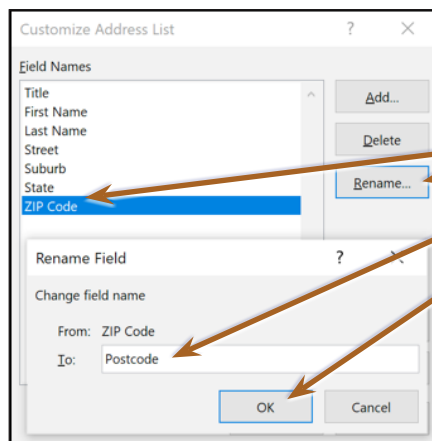 Customize Address List ?
Field Names
Title
First Name
Last Name
Street
Suburb
State
ZIP Code
Add...
Delete
Rename...
Rename Field ?
Change field name
From: ZIP Code
To: Postcode
OK Cancel